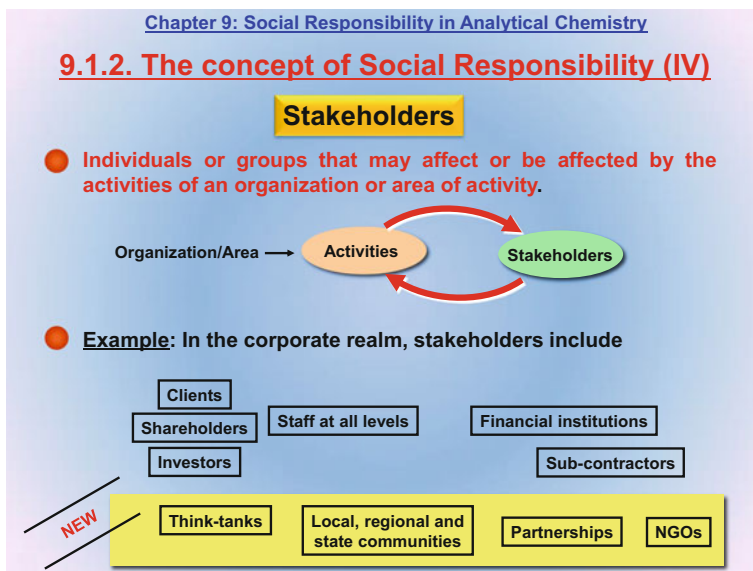 Chapter 9: Social Responsibility in Analytical Chemistry
9.1.2. The concept of Social Responsibility (IV)
Stakeholders
Individuals or groups that may affect or be affected by the
activities of an organization or area of activity.
Organization/Area
Activities
Stakeholders
Example: In the corporate realm, stakeholders include
Clients
Shareholders
Staff at all levels
Financial institutions
Investors
Sub-contractors
NEW
Think-tanks
Local, regional and
state communities
Partnerships
NGOs